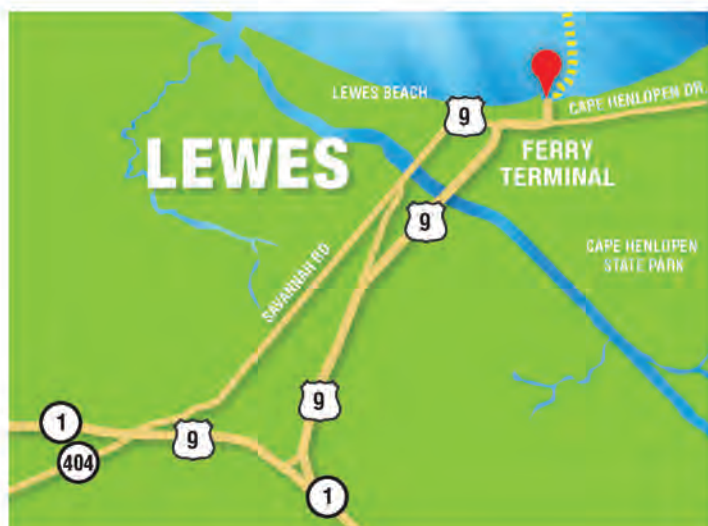 LEWES BEACH
9
CAPE HENLOPEN DR.
LEWES
FERRY
TERMINAL
9
CAPE HENLOPEN
STATE PARK
SAVANNAH RD
9
1
9
404
1